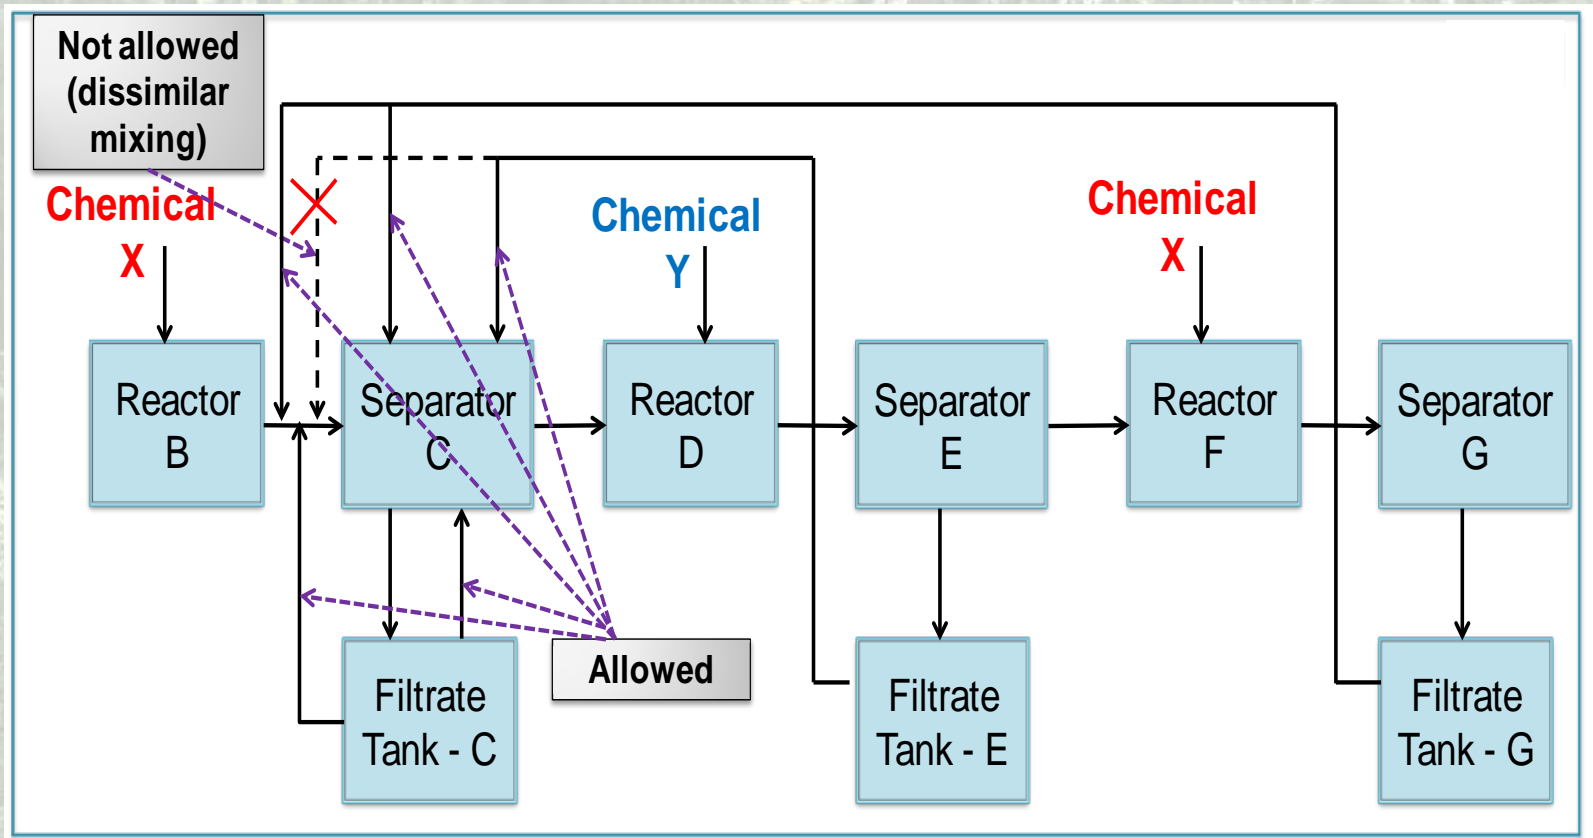 Not allowed
(dissimilar
mixing)
Chemical
X
Chemical
Y
Chemical
X
Reactor
B
Separator
C
Reactor
D
Separator
E
Reactor
F
Separator
G
Allowed
Filtrate
Tank - C
Filtrate
Tank - E
Filtrate
Tank - G